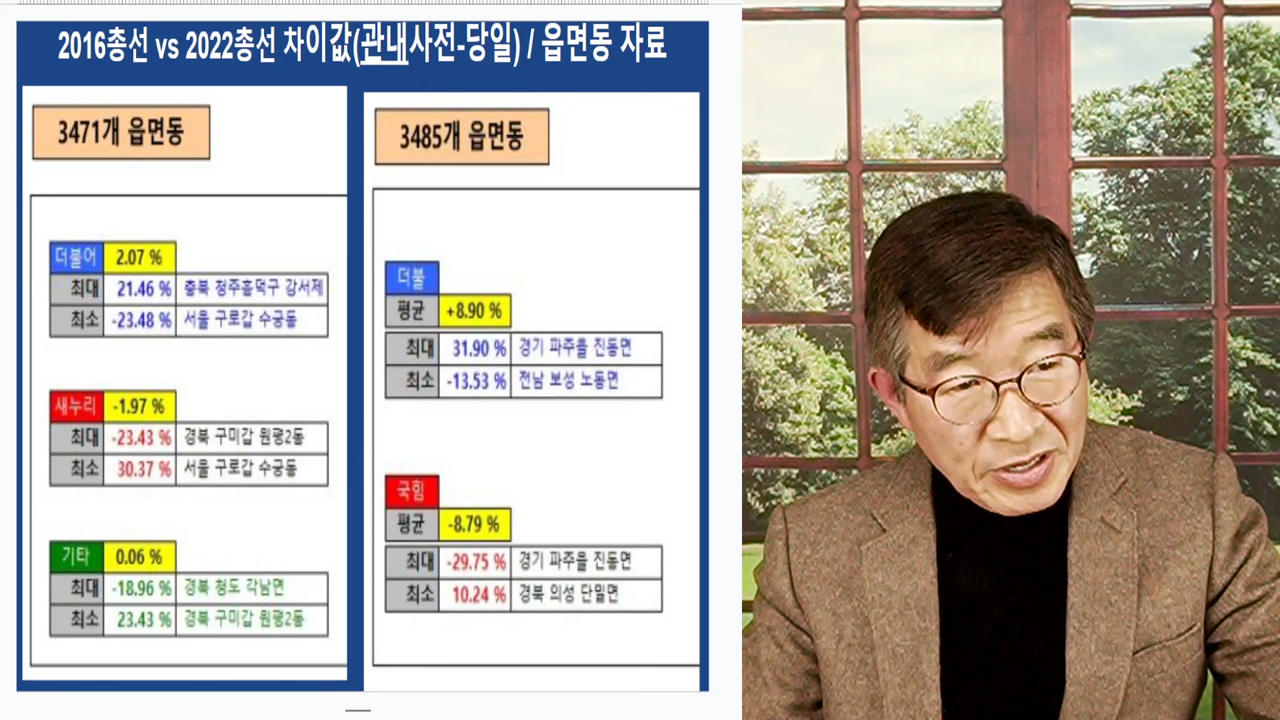 2016총선 vs 2022총선 차이값(관내사전-당일) / 읍면동 자료
3471개 읍면동
더불어 2.07 %
최대 21.46 % 충북 청주흥덕구 강서제
최소 -23.48 % 서울 구로갑 수궁동
새누리 -1.97 %
최대 -23.43 % 경북 구미갑 원평2동
최소 30.37 % 서울 구로갑 수궁동
기타 0.06 %
최대 -18.96 % 경북 청도 각남면
최소 23.43 % 경북 구미갑 원평2동
3485개 읍면동
더불
평균 +8.90 %
최대 31.90 % 경기 파주을 진동면
최소 -13.53 % 전남 보성 노동면
국힘
평균 -8.79 %
최대 -29.75 % 경기 파주을 진동면
최소 10.24 % 경북 의성 단밀면